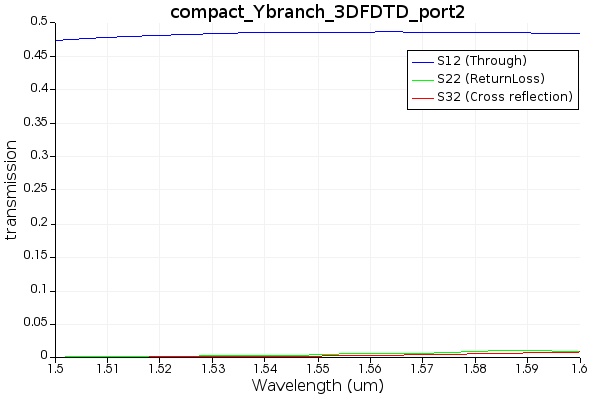 compact_Ybranch_3DFDTD_port2
0.5
0.45
0.4
0.35
0.3
0.25
0.2
0.15
0.1
0.05
0
transmission
S12 (Through)
S22 (ReturnLoss)
S32 (Cross reflection)
1.5 1.51 1.52 1.53 1.54 1.55 1.56 1.57 1.58 1.59 1.6
Wavelength (um)